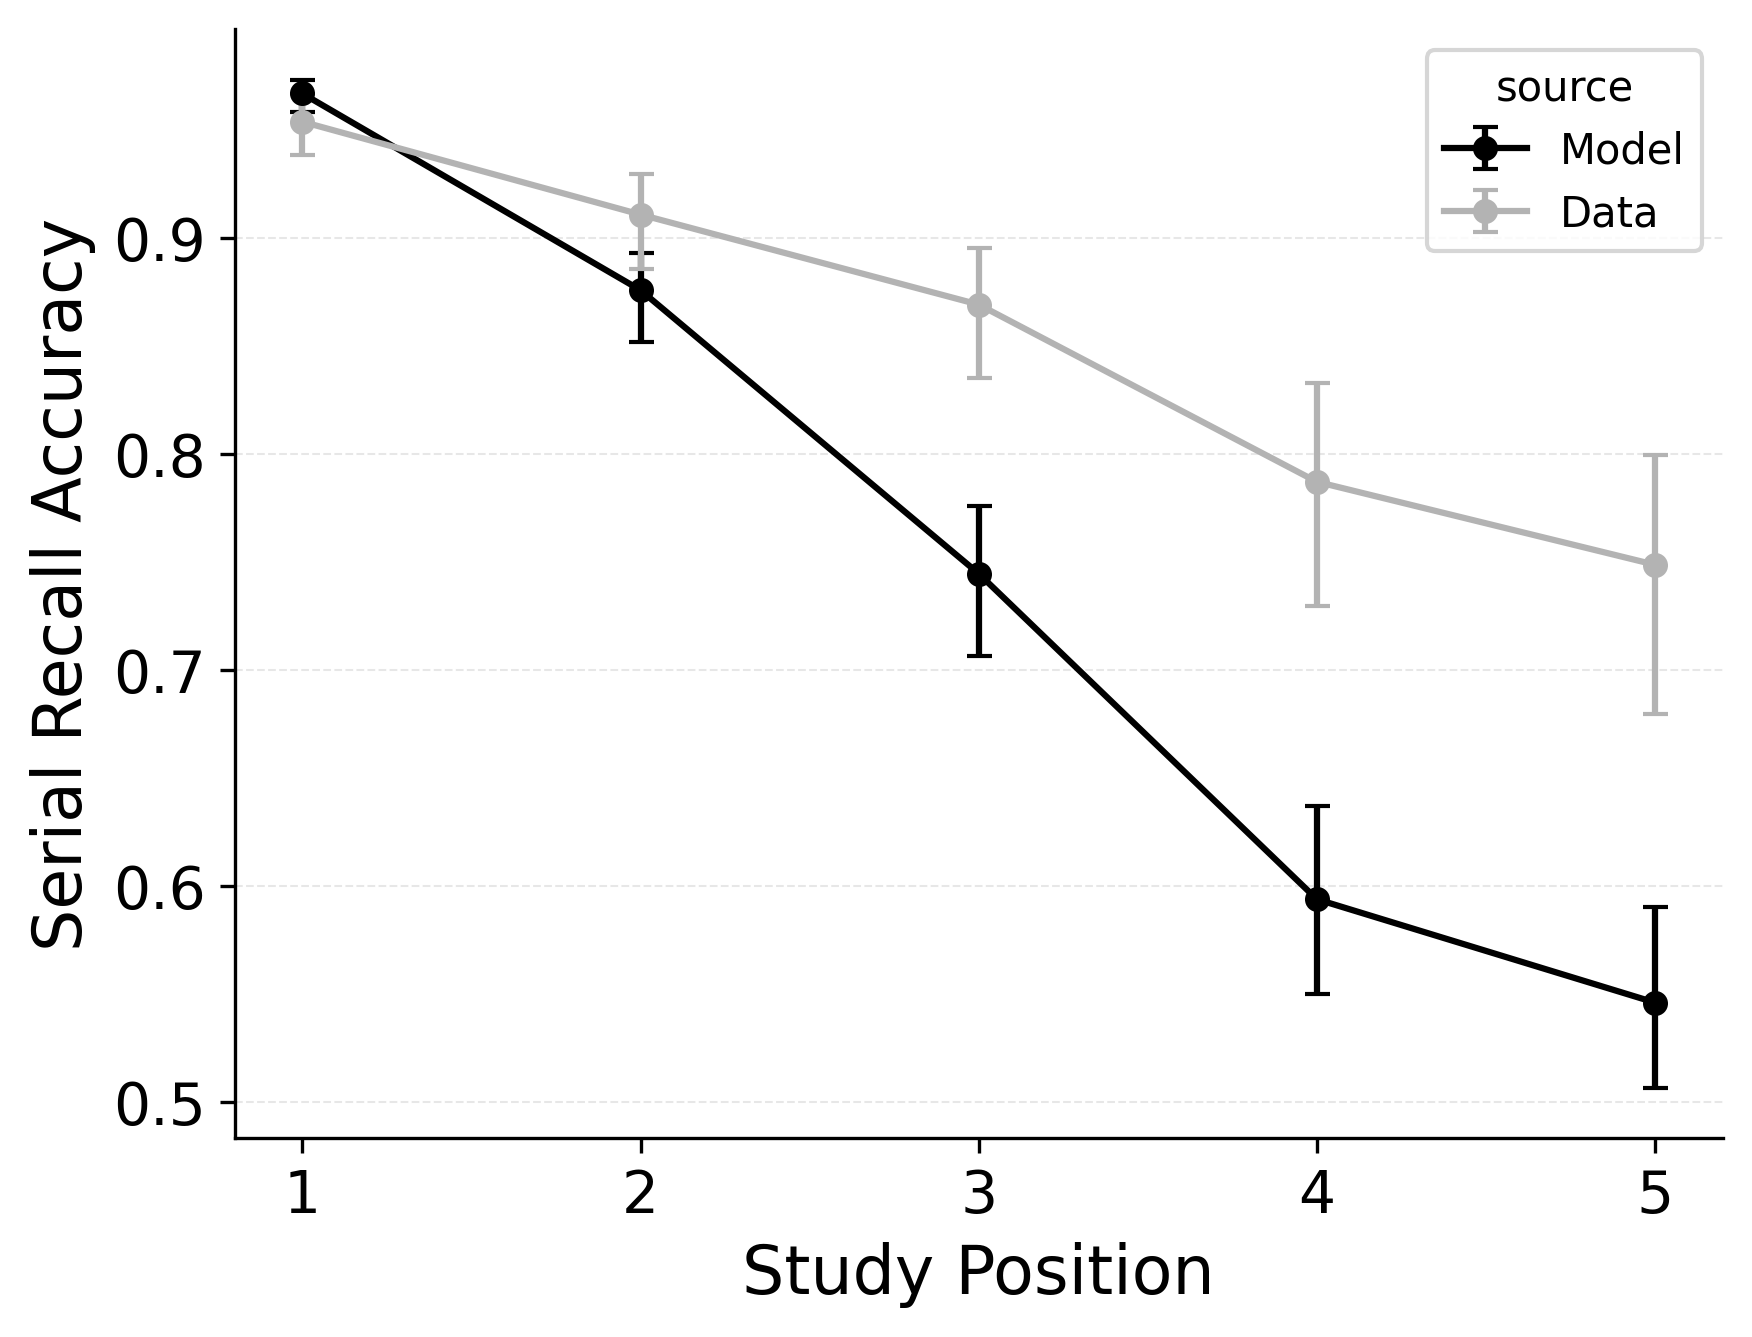 source
Model
Data
Serial Recall Accuracy
0.9
0.8
0.7
0.6
0.5
1 2 3 4 5
Study Position